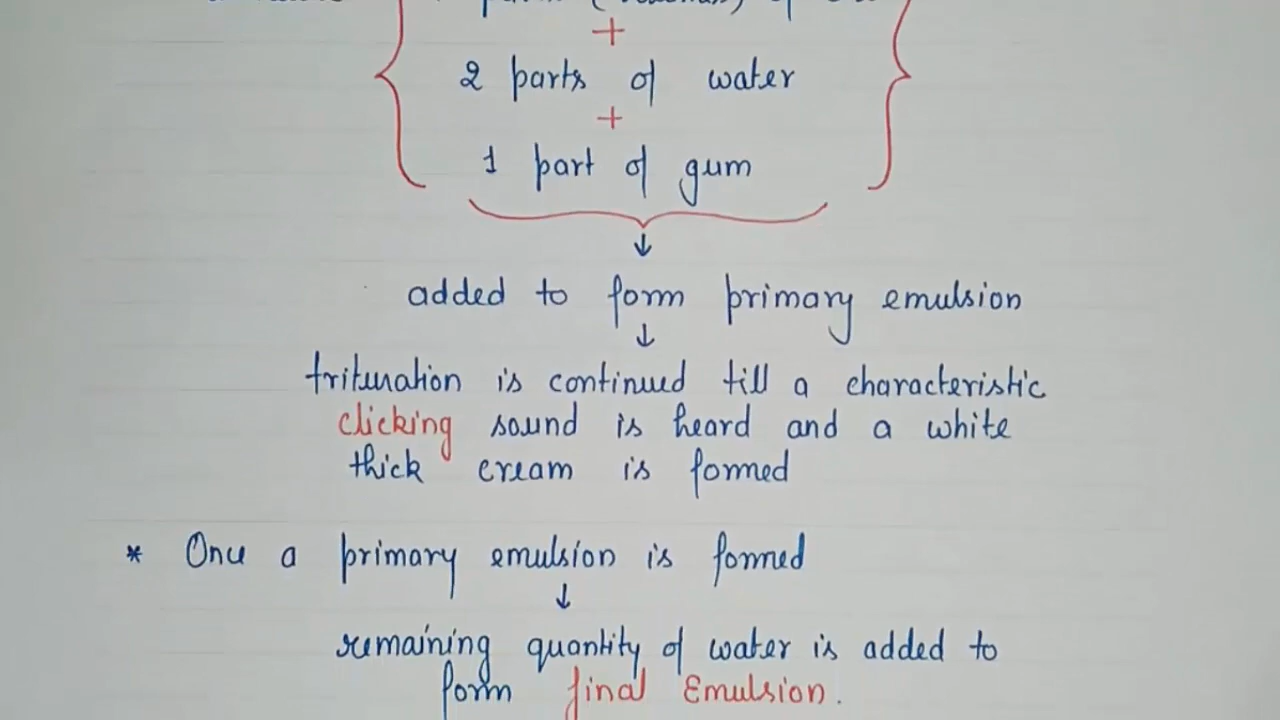 +
2 parts of water
+
1 part of gum
↓
added to form primary emulsion
↓
trituration is continued till a characteristic
clicking sound is heard and a white
thick cream is formed
* Once a primary emulsion is formed
↓
remaining quantity of water is added to
form final Emulsion.